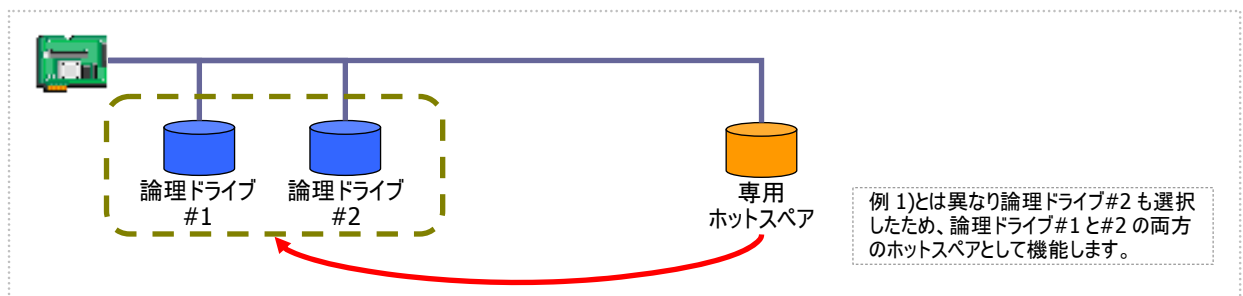 論理ドライブ
#1
論理ドライブ
#2
専用
ホットスペア
例 1)とは異なり論理ドライブ#2 も選択
したため、論理ドライブ#1 と#2 の両方
のホットスペアとして機能します。